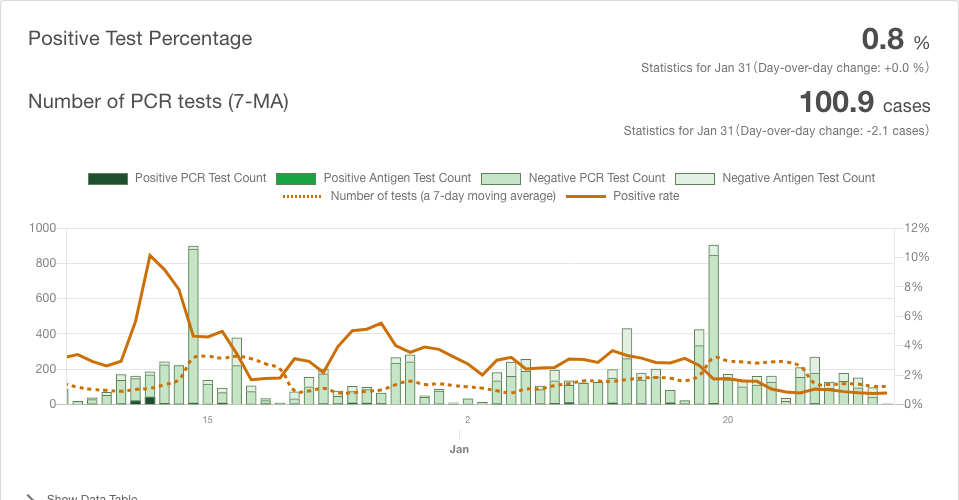 Positive Test Percentage
0.8 %
Statistics for Jan 31(Day-over-day change: +0.0 %)
Number of PCR tests (7-MA)
100.9 cases
Statistics for Jan 31(Day-over-day change: -2.1 cases)
Positive PCR Test Count Positive Antigen Test Count Negative PCR Test Count Negative Antigen Test Count
Number of tests (a 7-day moving average) Positive rate
1000 12%
10%
800
8%
600
6%
400
4%
200
2%
0 0%
15 2 20
Jan
Show Data Table